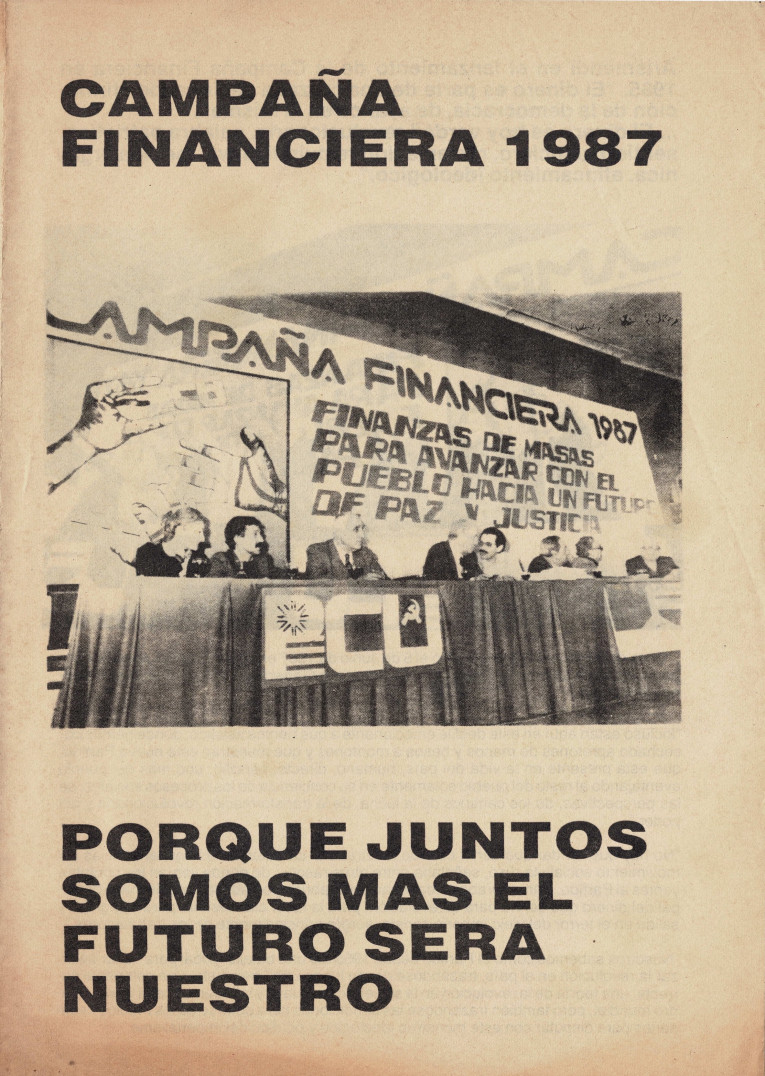 CAMPAÑA
FINANCIERA 1987
CAMPAÑA FINANCIERA 1987
FINANZAS DE MASAS
PARA AVANZAR CON EL
PUEBLO HACIA UN FUTURO
DE PAZ Y JUSTICIA
PCU
PORQUE JUNTOS
SOMOS MAS EL
FUTURO SERA
NUESTRO